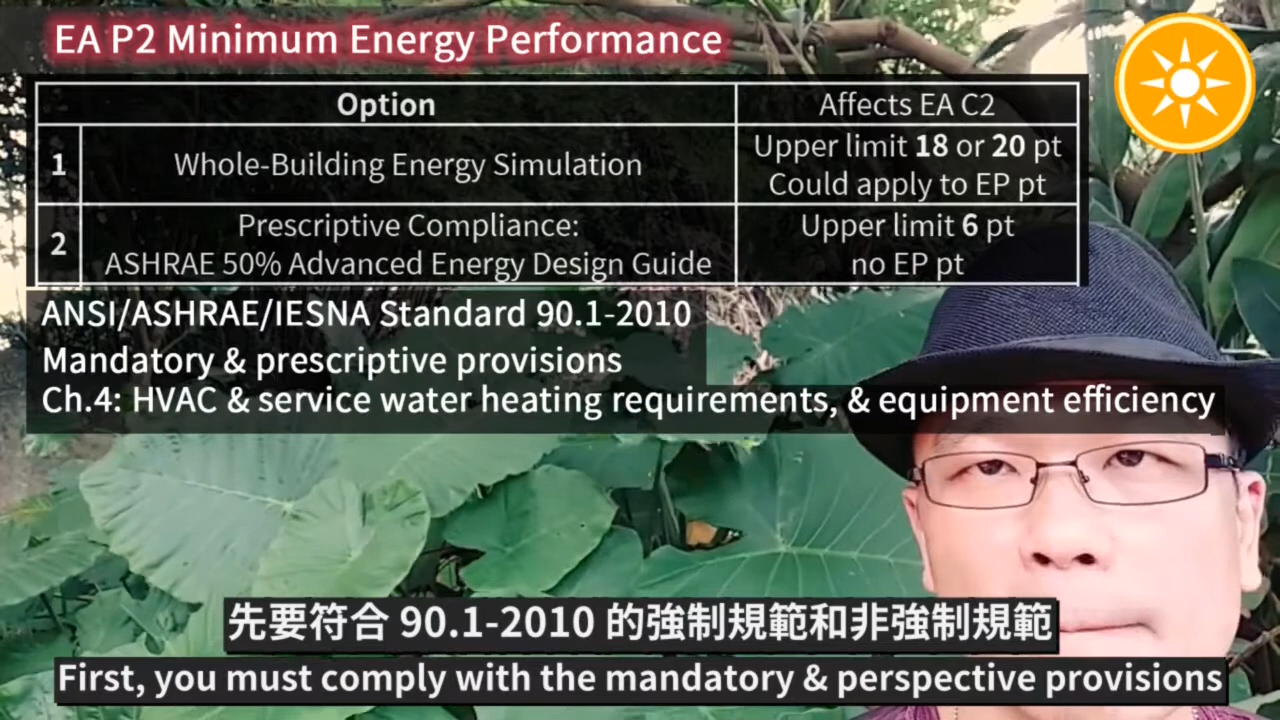 EA P2 Minimum Energy Performance
Option
Affects EA C2
1
Whole-Building Energy Simulation
Upper limit 18 or 20 pt
Could apply to EP pt
2
Prescriptive Compliance:
ASHRAE 50% Advanced Energy Design Guide
Upper limit 6 pt
no EP pt
ANSI/ASHRAE/IESNA Standard 90.1-2010
Mandatory & prescriptive provisions
Ch.4: HVAC & service water heating requirements, & equipment efficiency
先要符合 90.1-2010 的強制規範和非強制規範
First, you must comply with the mandatory & perspective provisions